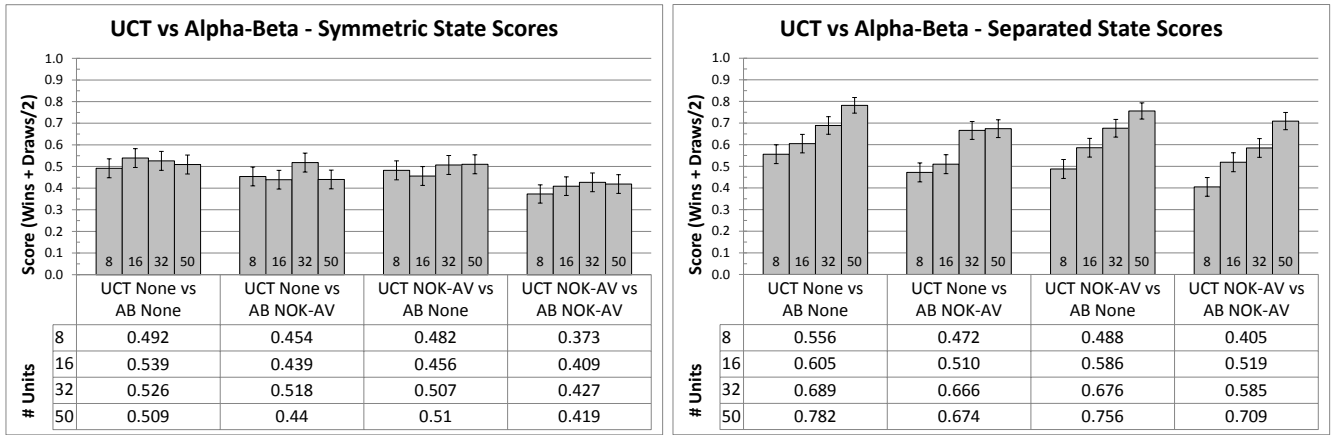 UCT vs Alpha-Beta - Symmetric State Scores
Score (Wins + Draws/2)
1.0
0.9
0.8
0.7
0.6
0.5
0.4
0.3
0.2
0.1
0.0
8 16 32 50 8 16 32 50 8 16 32 50 8 16 32 50
UCT None vs AB None
UCT None vs AB NOK-AV
UCT NOK-AV vs AB None
UCT NOK-AV vs AB NOK-AV
# Units
8 0.492 0.454 0.482 0.373
16 0.539 0.439 0.456 0.409
32 0.526 0.518 0.507 0.427
50 0.509 0.44 0.51 0.419
UCT vs Alpha-Beta - Separated State Scores
Score (Wins + Draws/2)
1.0
0.9
0.8
0.7
0.6
0.5
0.4
0.3
0.2
0.1
0.0
8 16 32 50 8 16 32 50 8 16 32 50 8 16 32 50
UCT None vs AB None
UCT None vs AB NOK-AV
UCT NOK-AV vs AB None
UCT NOK-AV vs AB NOK-AV
# Units
8 0.556 0.472 0.488 0.405
16 0.605 0.510 0.586 0.519
32 0.689 0.666 0.676 0.585
50 0.782 0.674 0.756 0.709